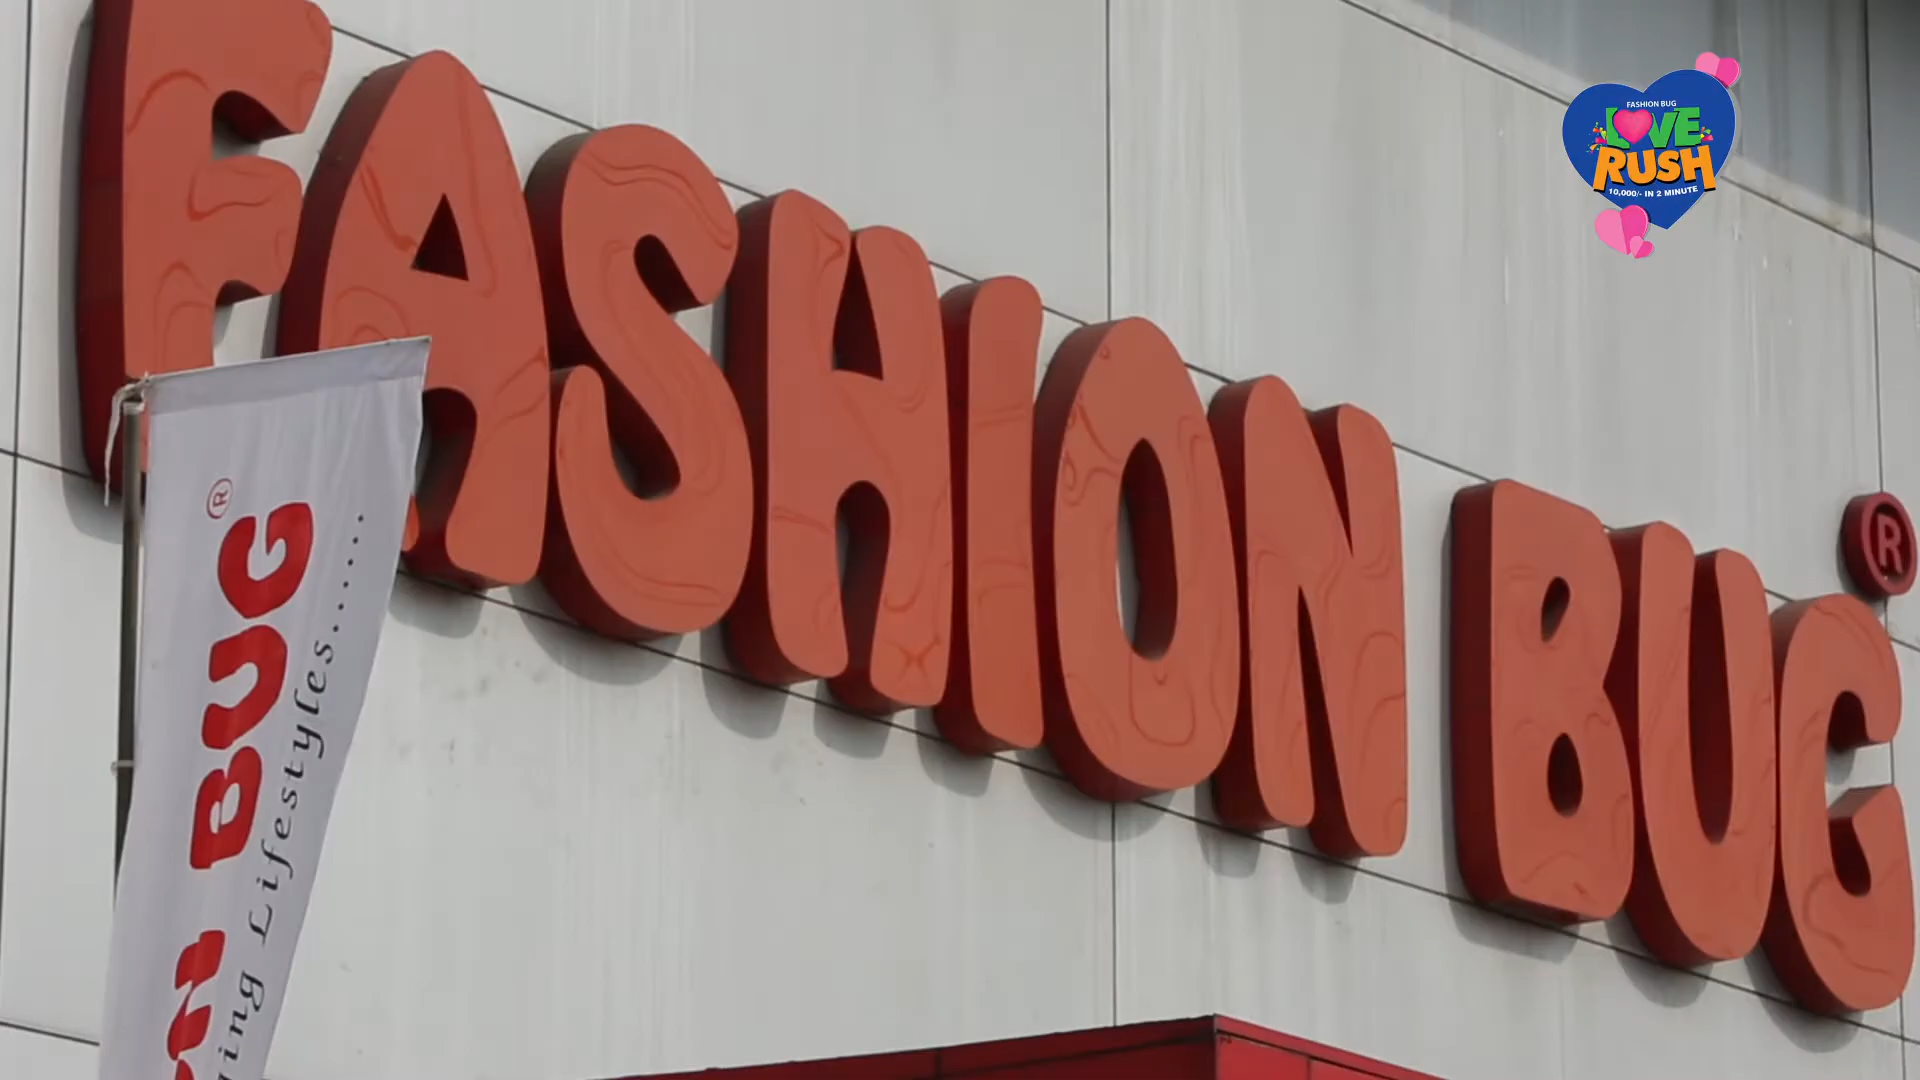 FASHION BUG®
FASHION BUG
LOVE
RUSH
10,000/- IN 2 MINUTE
BUG®
Lifestyles......